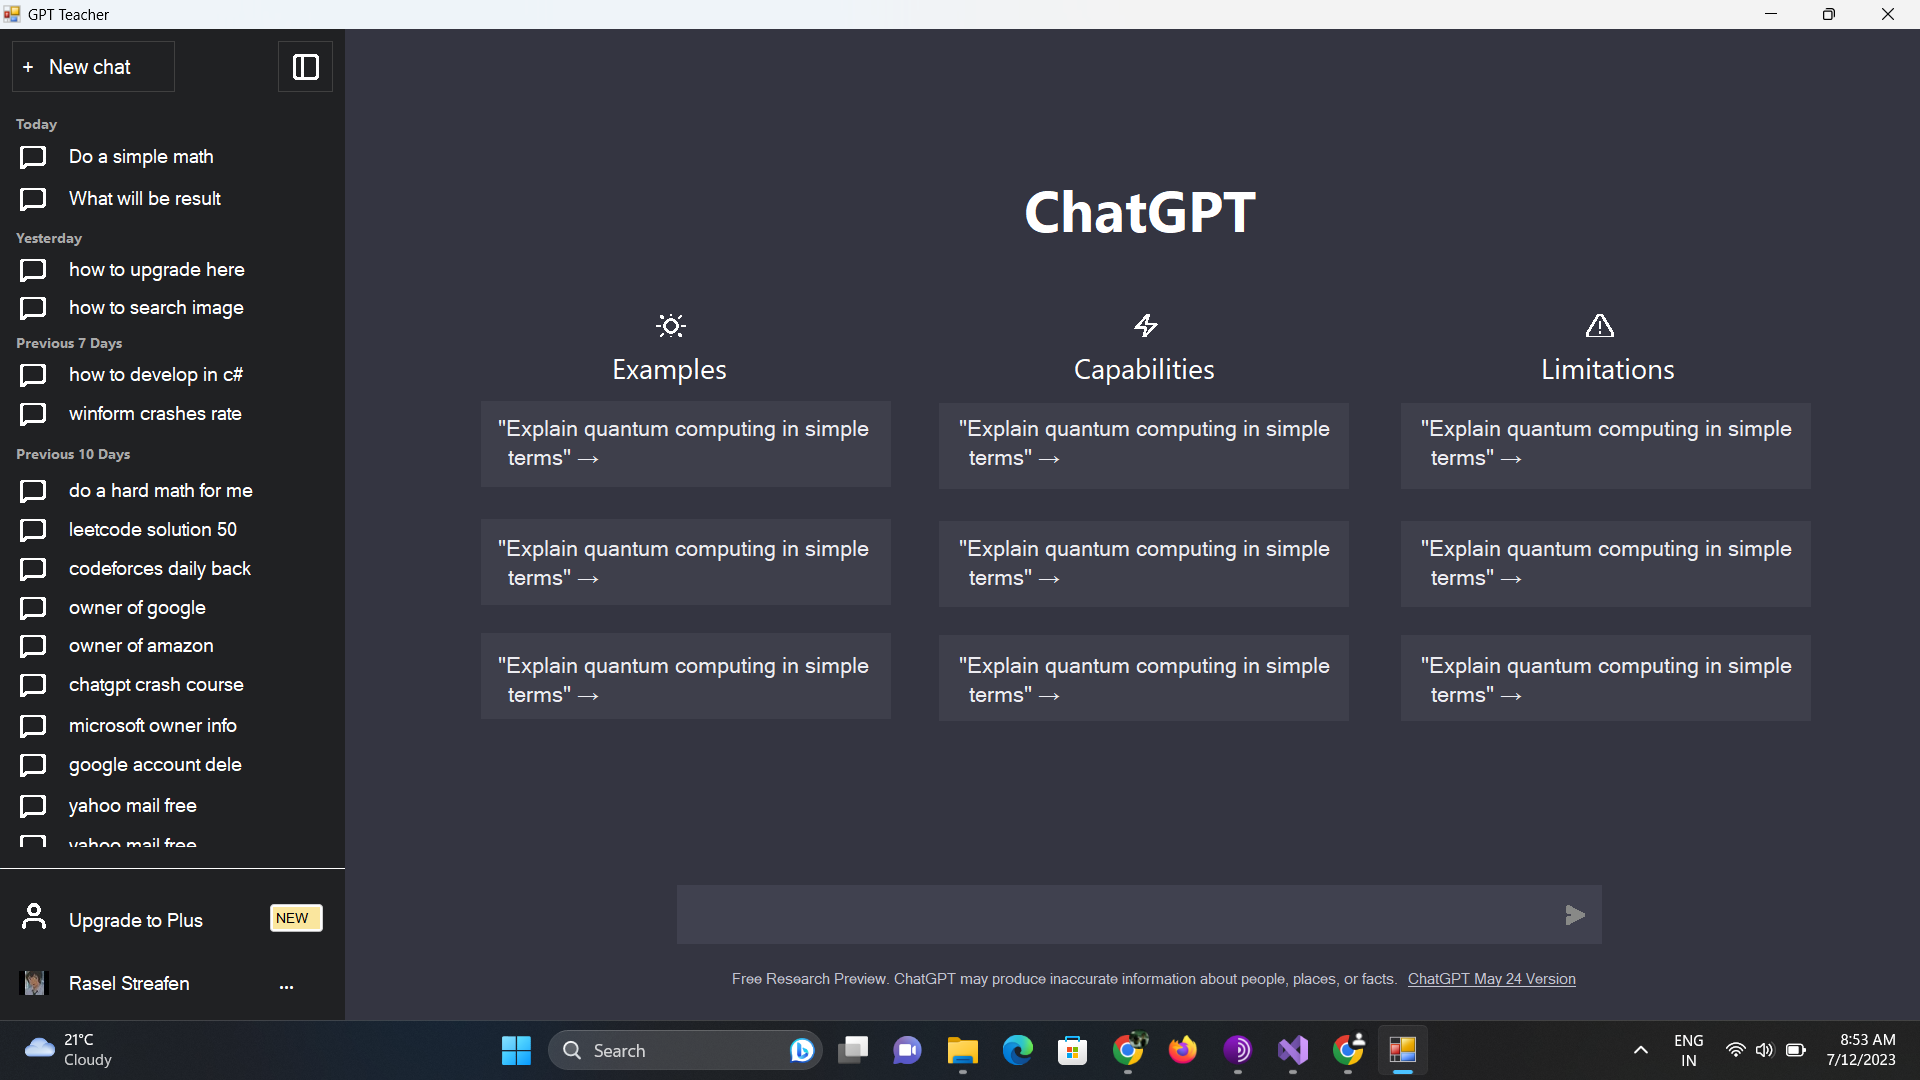 GPT Teacher
+ New chat
Today
Do a simple math
What will be result
Yesterday
how to upgrade here
how to search image
Previous 7 Days
how to develop in c#
winform crashes rate
Previous 10 Days
do a hard math for me
leetcode solution 50
codeforces daily back
owner of google
owner of amazon
chatgpt crash course
microsoft owner info
google account dele
yahoo mail free
yahoo mail free
Upgrade to Plus
NEW
Rasel Streafen
...
ChatGPT
Examples
"Explain quantum computing in simple
terms" →
"Explain quantum computing in simple
terms" →
"Explain quantum computing in simple
terms" →
Capabilities
"Explain quantum computing in simple
terms" →
"Explain quantum computing in simple
terms" →
"Explain quantum computing in simple
terms" →
Limitations
"Explain quantum computing in simple
terms" →
"Explain quantum computing in simple
terms" →
"Explain quantum computing in simple
terms" →
Free Research Preview. ChatGPT may produce inaccurate information about people, places, or facts. ChatGPT May 24 Version
21°C
Cloudy
Search
ENG
IN
8:53 AM
7/12/2023